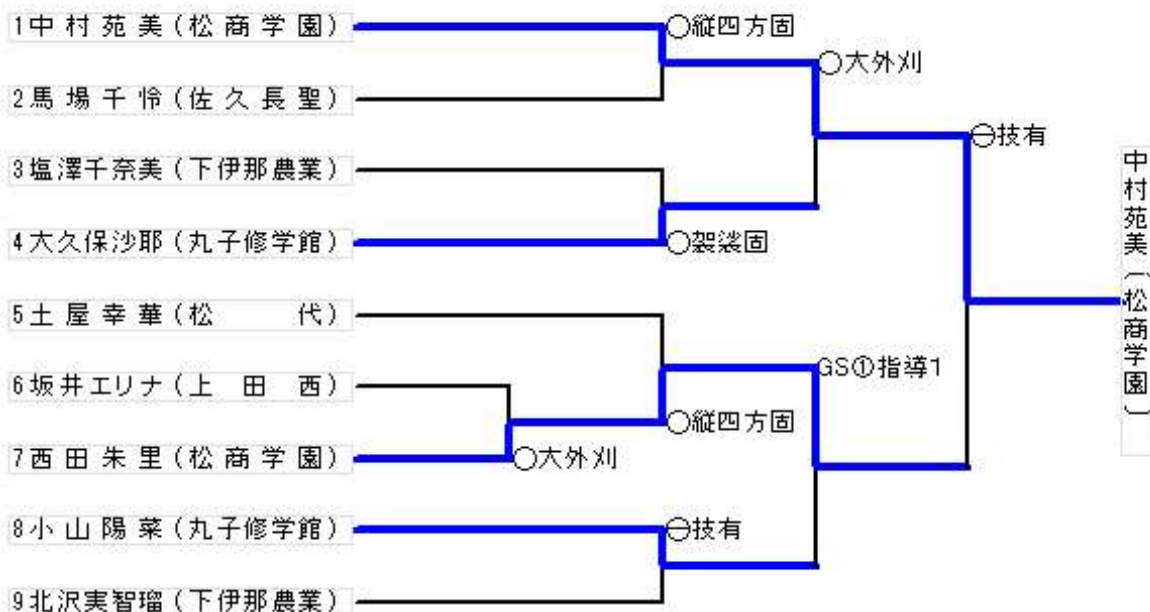 1中村苑美(松商学園)
○縦四方固
○大外刈
2馬場千怜(佐久長聖)
㊀技有
3塩澤千奈美(下伊那農業)
4大久保沙耶(丸子修学館)
○袈裟固
中村苑美(松商学園)
5土屋幸華(松　代)
GS①指導1
6坂井エリナ(上田西)
○縦四方固
7西田朱里(松商学園)
○大外刈
8小山陽菜(丸子修学館)
㊀技有
9北沢実智瑠(下伊那農業)